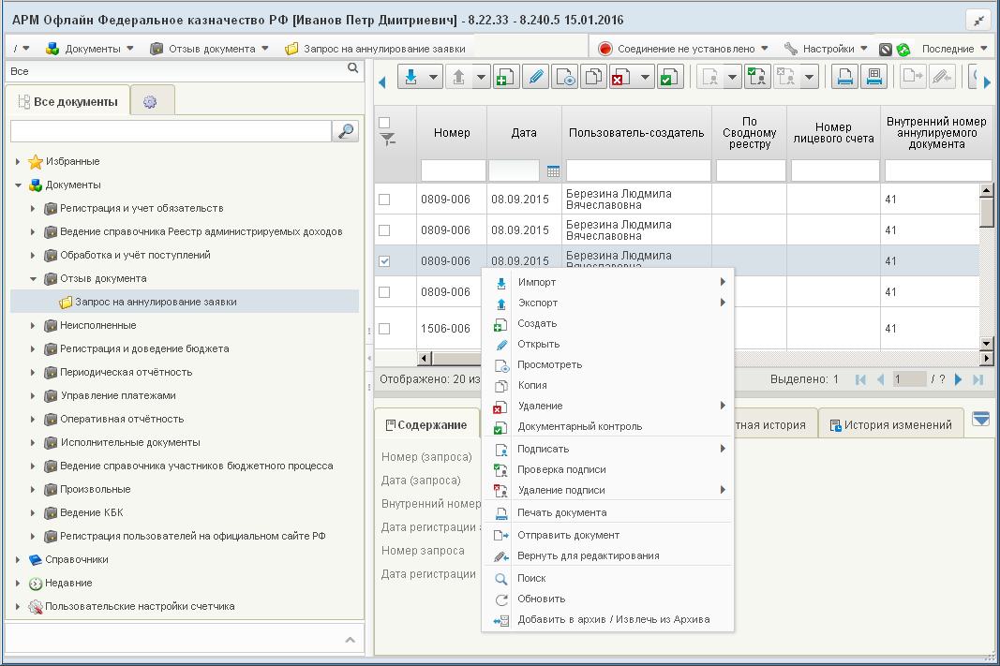 АРМ Офлайн Федеральное казначество РФ [Иванов Петр Дмитриевич] - 8.22.33 - 8.240.5 15.01.2016
/ Документы Отзыв документа Запрос на аннулирование заявки Соединение не установлено Настройки Последние
Все
Все документы
Избранные
Документы
Регистрация и учет обязательств
Ведение справочника Реестр администрируемых доходов
Обработка и учёт поступлений
Отзыв документа
Запрос на аннулирование заявки
Неисполненные
Регистрация и доведение бюджета
Периодическая отчётность
Управление платежами
Оперативная отчётность
Исполнительные документы
Ведение справочника участников бюджетного процесса
Произвольные
Ведение КБК
Регистрация пользователей на официальном сайте РФ
Справочники
Недавние
Пользовательские настройки счетчика
Номер Дата Пользователь-создатель По Сводному реестру Номер лицевого счета Внутренний номер аннулируемого документа
0809-006 08.09.2015 Березина Людмила Вячеславовна 41
0809-006 08.09.2015 Березина Людмила Вячеславовна 41
0809-006 08.09.2015 Березина Людмила Вячеславовна 41
0809-006 41
1506-006 41
Отображено: 20 из Выделено: 1 1 / ?
Содержание тная история История изменений
Номер (запроса)
Дата (запроса)
Внутренний номер
Дата регистрации
Номер запроса
Дата регистрации
Импорт
Экспорт
Создать
Открыть
Просмотреть
Копия
Удаление
Документарный контроль
Подписать
Проверка подписи
Удаление подписи
Печать документа
Отправить документ
Вернуть для редактирования
Поиск
Обновить
Добавить в архив / Извлечь из Архива